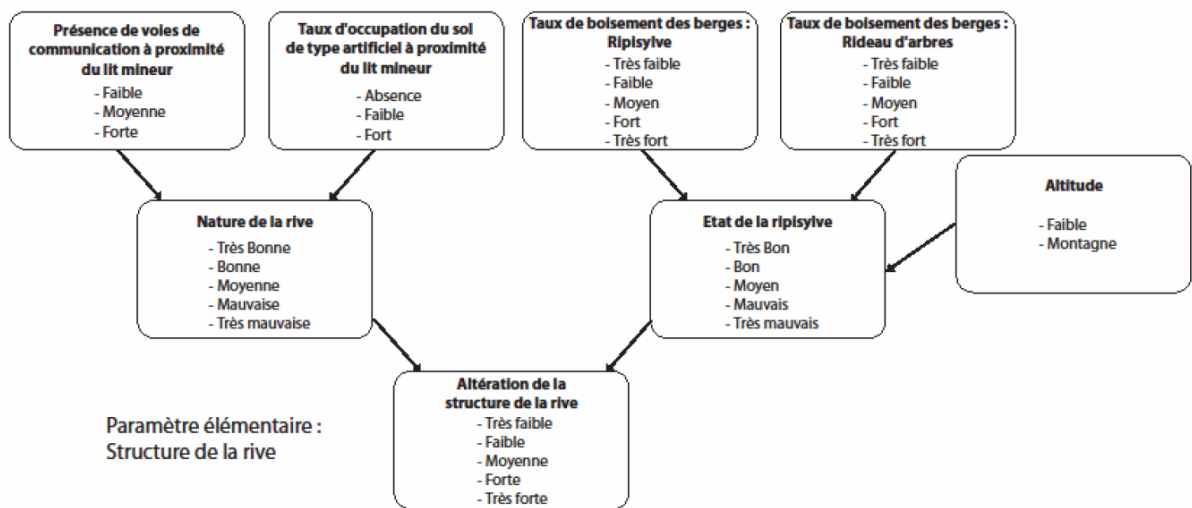 Présence de voies de
communication à proximité
du lit mineur
- Faible
- Moyenne
- Forte
Taux d'occupation du sol
de type artificiel à proximité
du lit mineur
- Absence
- Faible
- Fort
Taux de boisement des berges :
Ripisylve
- Très faible
- Faible
- Moyen
- Fort
- Très fort
Taux de boisement des berges :
Rideau d'arbres
- Très faible
- Faible
- Moyen
- Fort
- Très fort
Altitude
- Faible
- Montagne
Nature de la rive
- Très Bonne
- Bonne
- Moyenne
- Mauvaise
- Très mauvaise
Etat de la ripisylve
- Très Bon
- Bon
- Moyen
- Mauvais
- Très mauvais
Altération de la
structure de la rive
- Très faible
- Faible
- Moyenne
- Forte
- Très forte
Paramètre élémentaire :
Structure de la rive